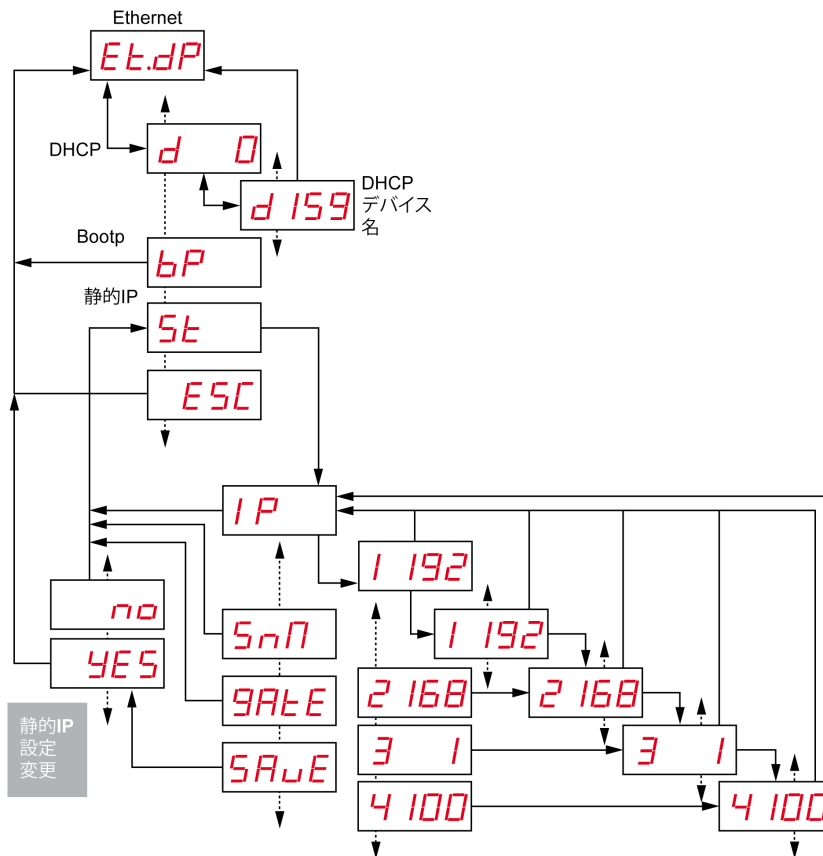 Ethernet
Et.dP
DHCP
d 0
d 159
DHCP
デバイス
名
Bootp
bP
静的IP
St
ESC
IP
1 192
no
SnM
1 192
YES
gAtE
2 168
2 168
静的IP
設定
変更
SAvE
3 1
3 1
4 100
4 100